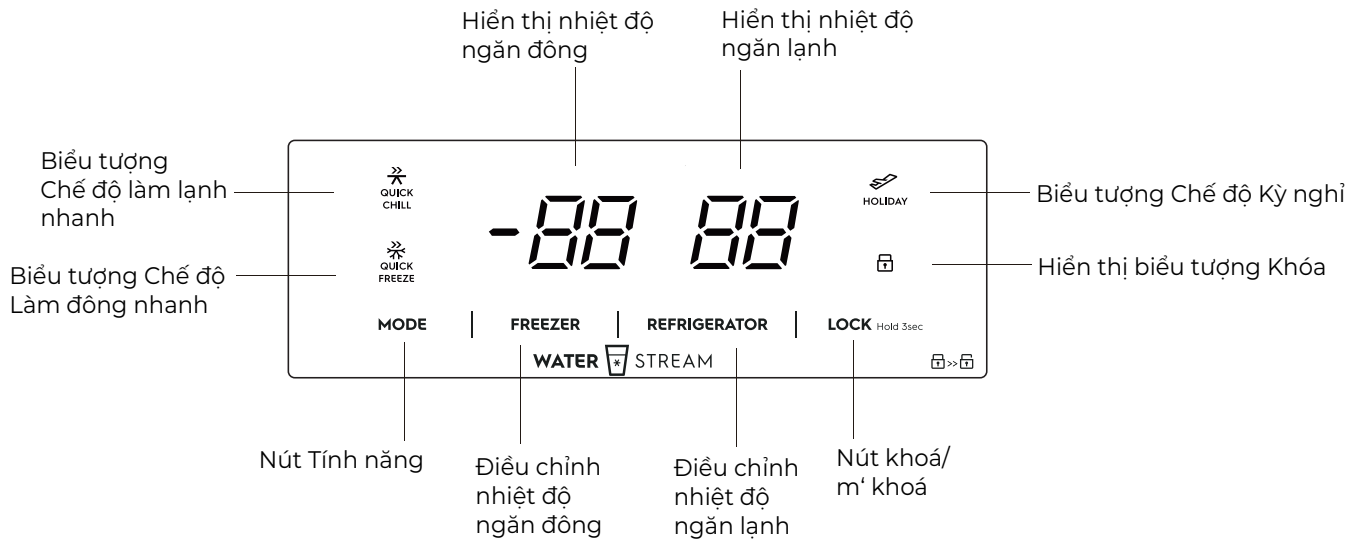 Hiển thị nhiệt độ
ngăn đông
Hiển thị nhiệt độ
ngăn lạnh
Biểu tượng
Chế độ làm lạnh
nhanh
Biểu tượng Chế độ
Làm đông nhanh
QUICK
CHILL
QUICK
FREEZE
-88 88
HOLIDAY
Biểu tượng Chế độ Kỳ nghỉ
Hiển thị biểu tượng Khóa
MODE FREEZER REFRIGERATOR LOCK Hold 3sec
WATER STREAM
>>
Nút Tính năng
Điều chỉnh
nhiệt độ
ngăn đông
Điều chỉnh
nhiệt độ
ngăn lạnh
Nút khoá/
m‘ khoá